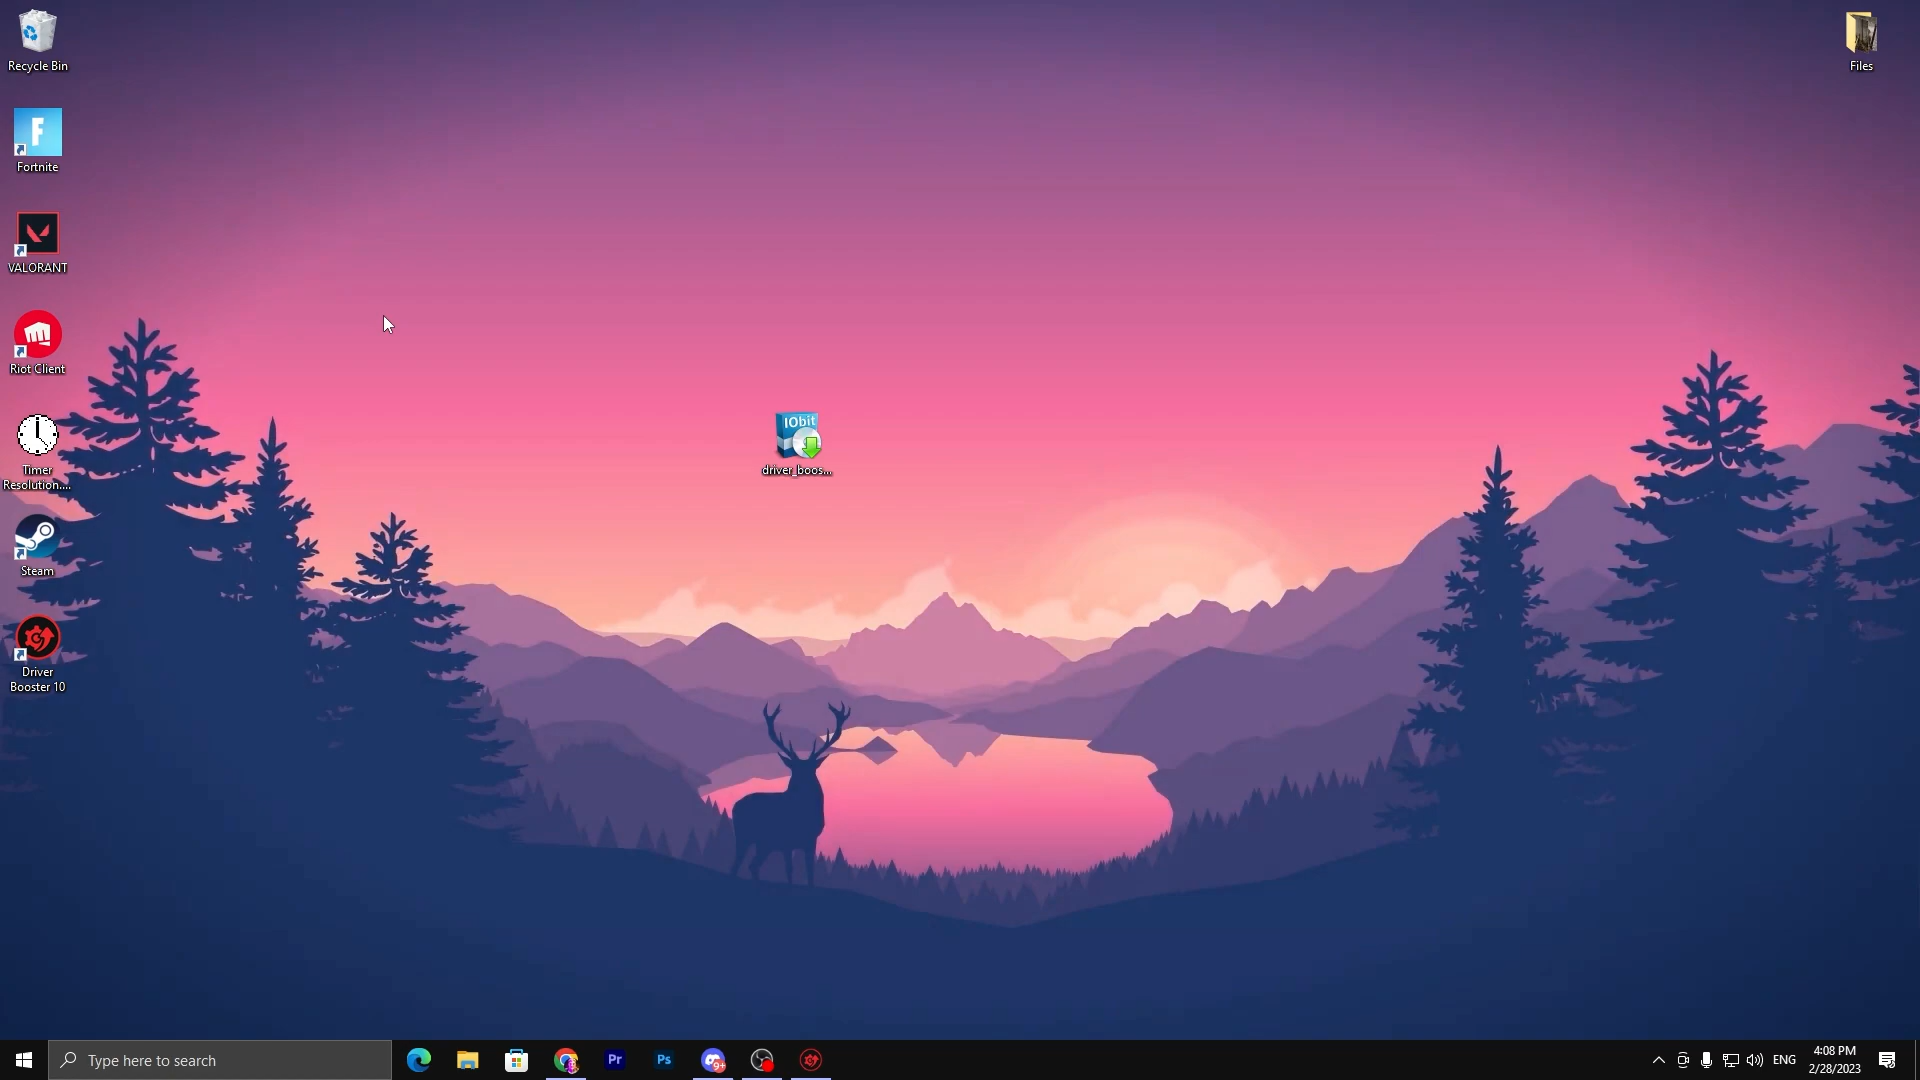 Recycle Bin
Files
F
Fortnite
VALORANT
Riot Client
IObit
driver_boos...
Timer
Resolution....
Steam
Driver
Booster 10
Type here to search
Pr
Ps
9+
ENG
4:08 PM
2/28/2023